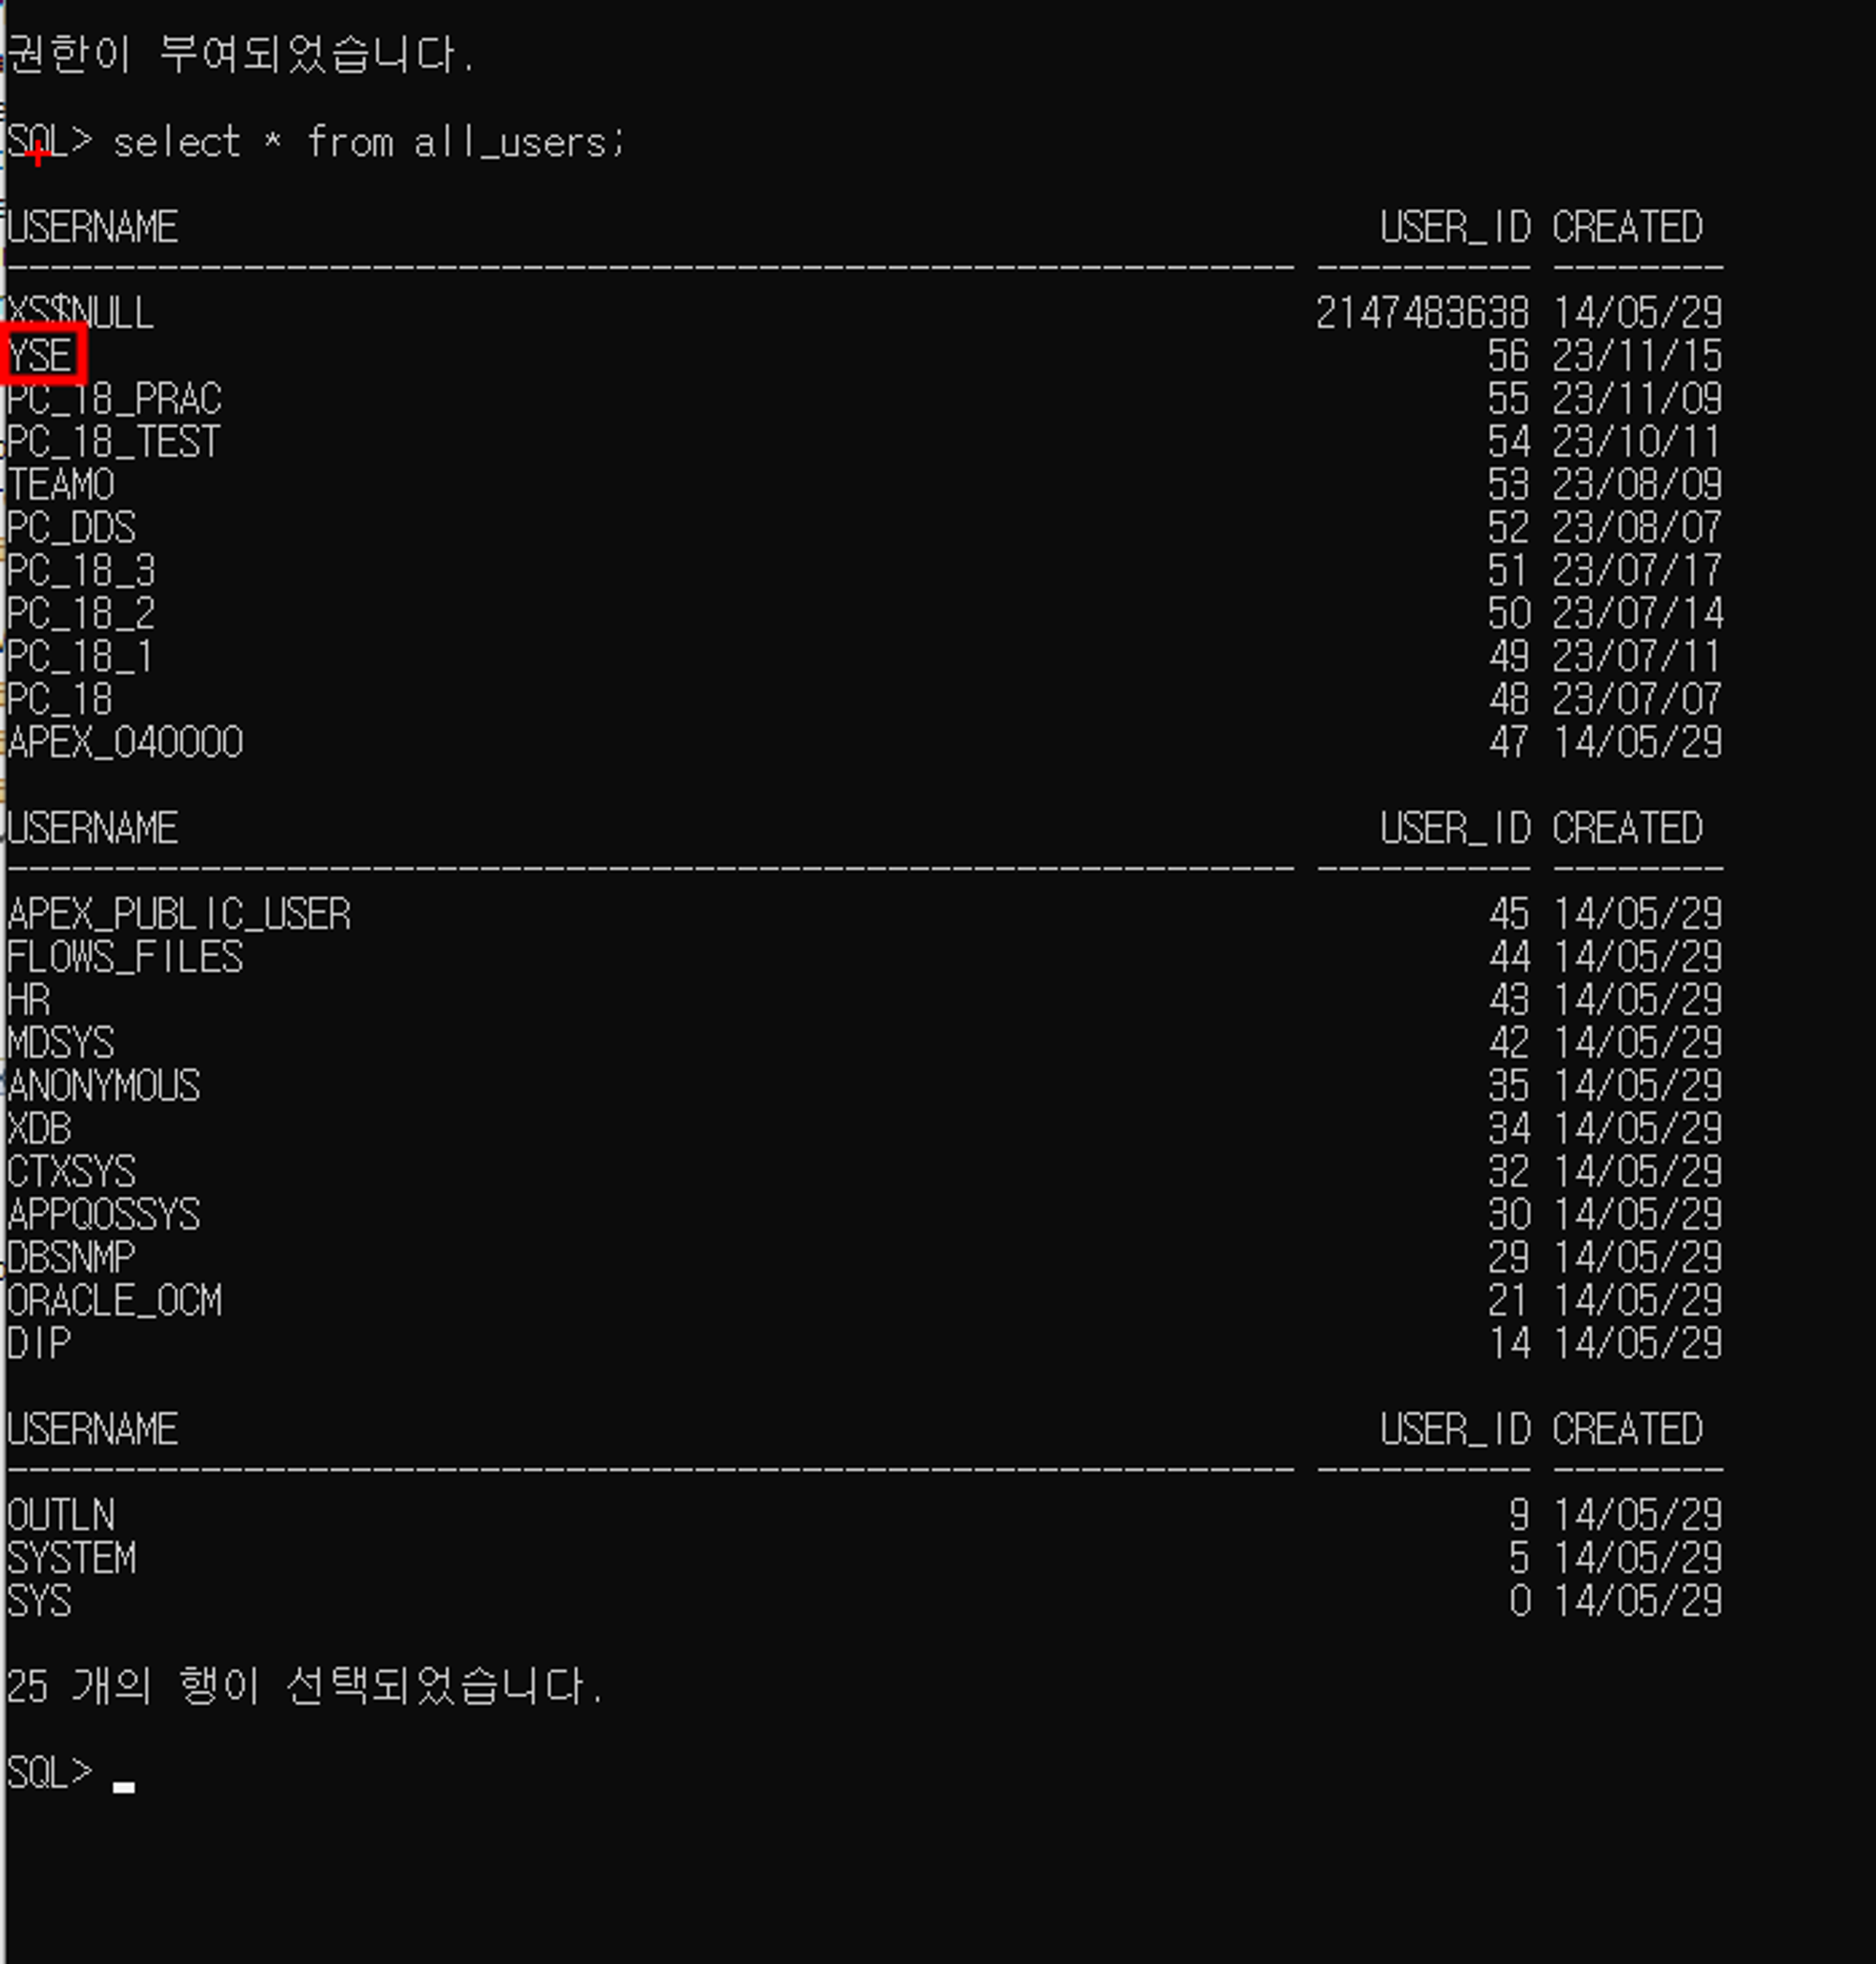 권한이 부여되었습니다.
SQL> select * from all_users;
USERNAME USER_ID CREATED
------------------------------------------------------------ ---------- --------
XS$NULL 2147483638 14/05/29
YSE 56 23/11/15
PC_18_PRAC 55 23/11/09
PC_18_TEST 54 23/10/11
TEAMO 53 23/08/09
PC_DDS 52 23/08/07
PC_18_3 51 23/07/17
PC_18_2 50 23/07/14
PC_18_1 49 23/07/11
PC_18 48 23/07/07
APEX_040000 47 14/05/29
USERNAME USER_ID CREATED
------------------------------------------------------------ ---------- --------
APEX_PUBLIC_USER 45 14/05/29
FLOWS_FILES 44 14/05/29
HR 43 14/05/29
MDSYS 42 14/05/29
ANONYMOUS 35 14/05/29
XDB 34 14/05/29
CTXSYS 32 14/05/29
APPQOSSYS 30 14/05/29
DBSNMP 29 14/05/29
ORACLE_OCM 21 14/05/29
DIP 14 14/05/29
USERNAME USER_ID CREATED
------------------------------------------------------------ ---------- --------
OUTLN 9 14/05/29
SYSTEM 5 14/05/29
SYS 0 14/05/29
25 개의 행이 선택되었습니다.
SQL>